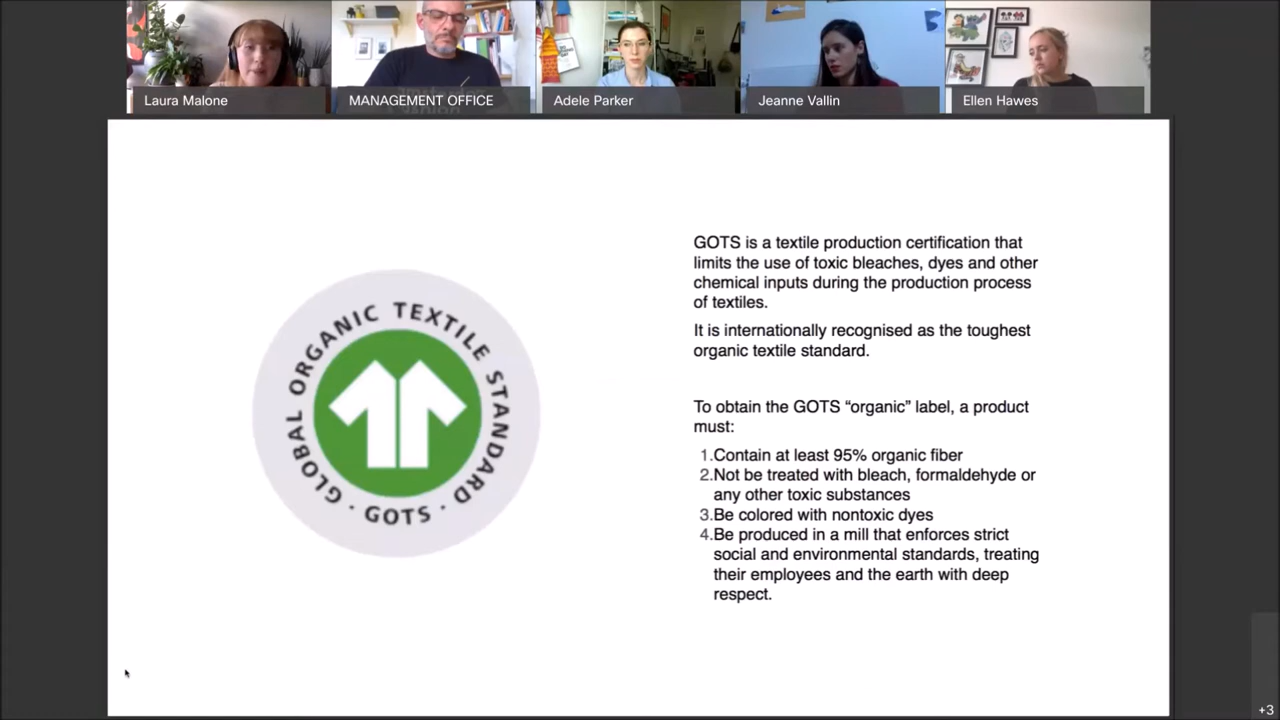 Laura Malone
MANAGEMENT OFFICE
Adele Parker
Jeanne Vallin
Ellen Hawes
GLOBAL ORGANIC TEXTILE STANDARD · GOTS ·
GOTS is a textile production certification that
limits the use of toxic bleaches, dyes and other
chemical inputs during the production process
of textiles.
It is internationally recognised as the toughest
organic textile standard.
To obtain the GOTS “organic” label, a product
must:
1.Contain at least 95% organic fiber
2.Not be treated with bleach, formaldehyde or
any other toxic substances
3.Be colored with nontoxic dyes
4.Be produced in a mill that enforces strict
social and environmental standards, treating
their employees and the earth with deep
respect.
+3